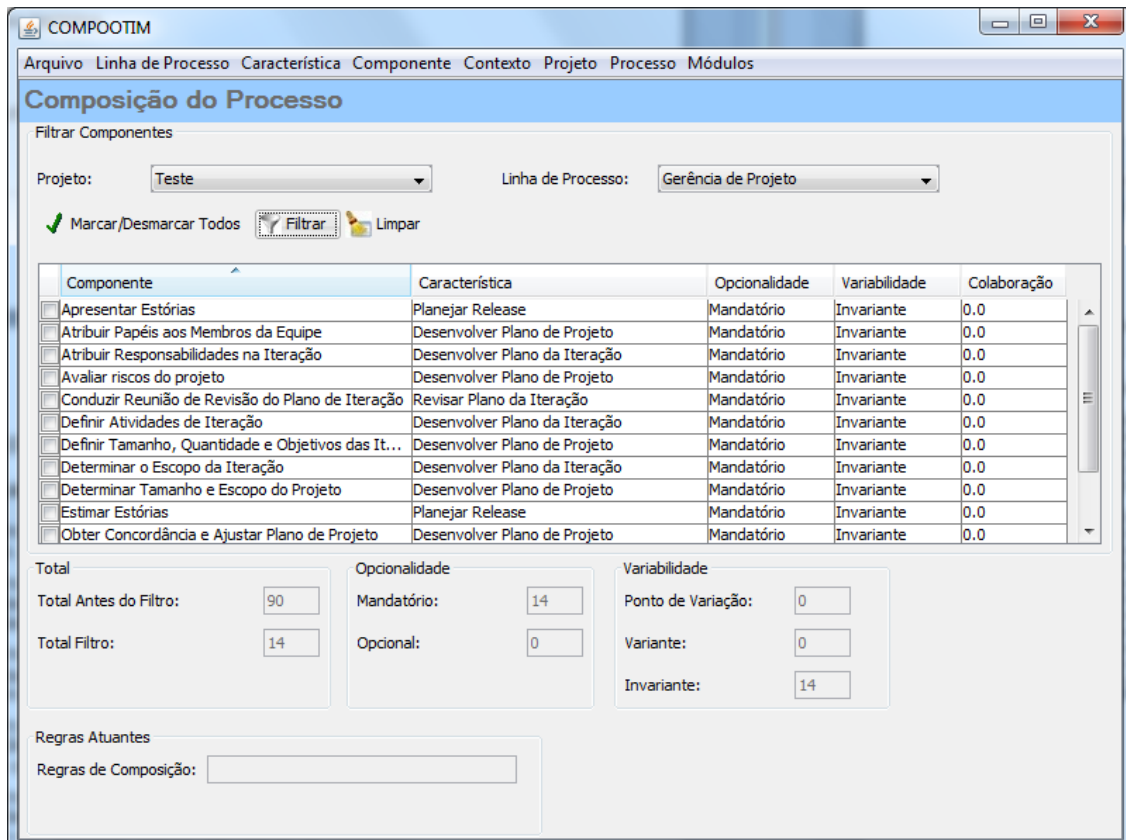 COMPOOTIM
Arquivo Linha de Processo Característica Componente Contexto Projeto Processo Módulos
Composição do Processo
Filtrar Componentes
Projeto: Teste Linha de Processo: Gerência de Projeto
Marcar/Desmarcar Todos Filtrar Limpar
Componente Característica Opcionalidade Variabilidade Colaboração
Apresentar Estórias Planejar Release Mandatório Invariante 0.0
Atribuir Papéis aos Membros da Equipe Desenvolver Plano de Projeto Mandatório Invariante 0.0
Atribuir Responsabilidades na Iteração Desenvolver Plano da Iteração Mandatório Invariante 0.0
Avaliar riscos do projeto Desenvolver Plano de Projeto Mandatório Invariante 0.0
Conduzir Reunião de Revisão do Plano de Iteração Revisar Plano da Iteração Mandatório Invariante 0.0
Definir Atividades de Iteração Desenvolver Plano da Iteração Mandatório Invariante 0.0
Definir Tamanho, Quantidade e Objetivos das It... Desenvolver Plano de Projeto Mandatório Invariante 0.0
Determinar o Escopo da Iteração Desenvolver Plano da Iteração Mandatório Invariante 0.0
Determinar Tamanho e Escopo do Projeto Desenvolver Plano de Projeto Mandatório Invariante 0.0
Estimar Estórias Planejar Release Mandatório Invariante 0.0
Obter Concordância e Ajustar Plano de Projeto Desenvolver Plano de Projeto Mandatório Invariante 0.0
Total Opcionalidade Variabilidade
Total Antes do Filtro: 90 Mandatório: 14 Ponto de Variação: 0
Total Filtro: 14 Opcional: 0 Variante: 0
Invariante: 14
Regras Atuantes
Regras de Composição: